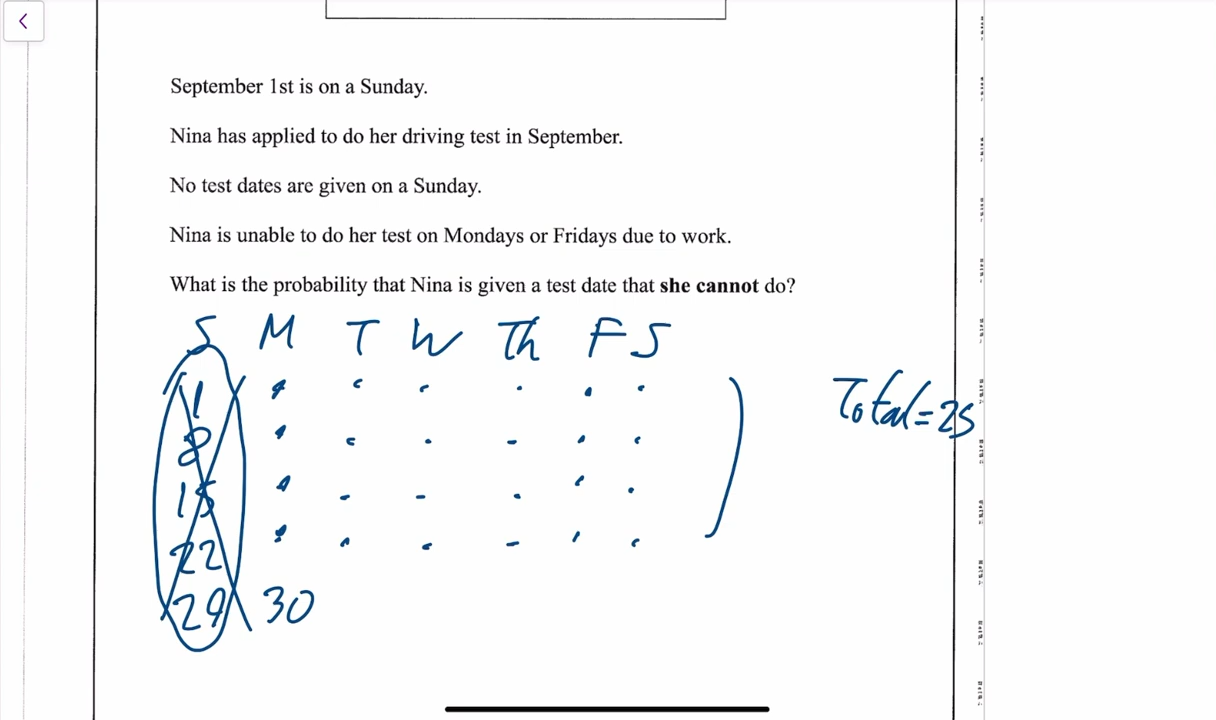 September 1st is on a Sunday.
Nina has applied to do her driving test in September.
No test dates are given on a Sunday.
Nina is unable to do her test on Mondays or Fridays due to work.
What is the probability that Nina is given a test date that she cannot do?
S M T W Th F S
1
8
15
22
29 30
Total=25